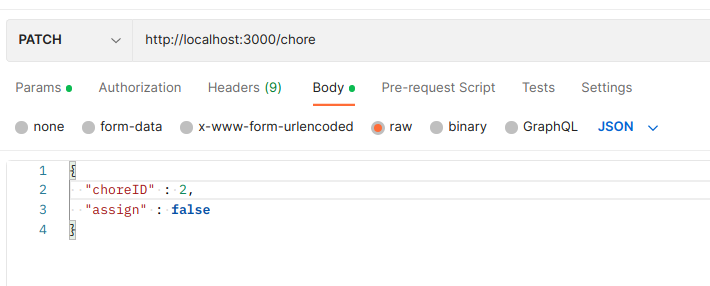 PATCH http://localhost:3000/chore
Params Authorization Headers (9) Body Pre-request Script Tests Settings
none form-data x-www-form-urlencoded raw binary GraphQL JSON
1 {
2 "choreID" : 2,
3 "assign" : false
4 }